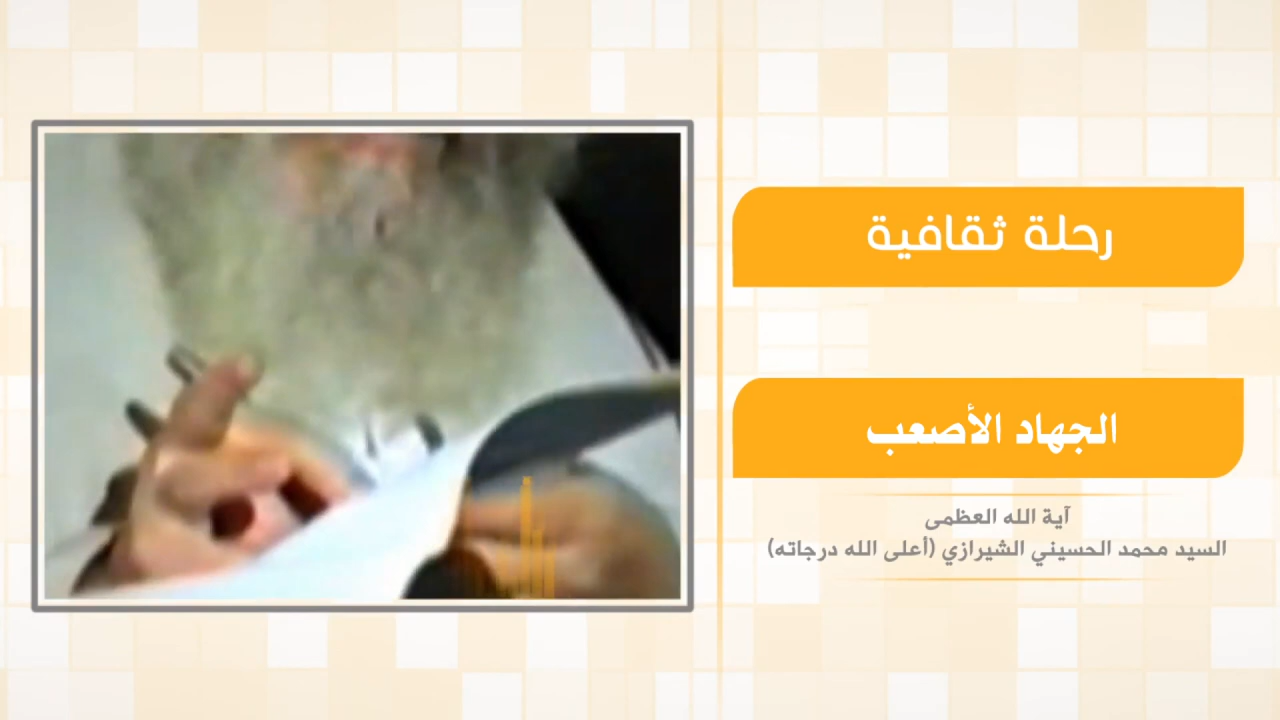 رحلة ثقافية
الجهاد الأصعب
آية الله العظمى
السيد محمد الحسيني الشيرازي (أعلى الله درجاته)